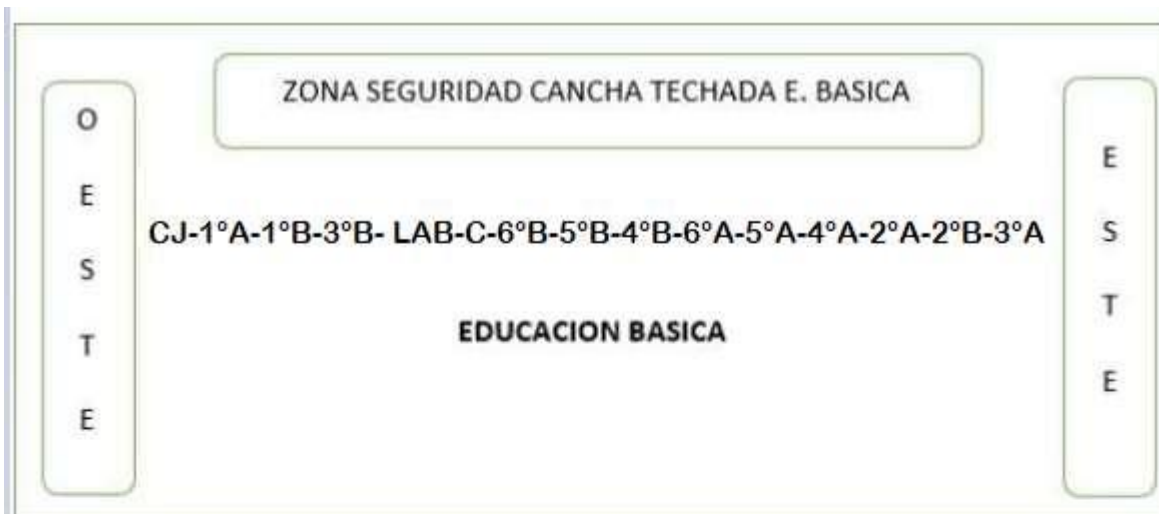 ZONA SEGURIDAD CANCHA TECHADA E. BASICA
O
E
S
T
E
CJ-1°A-1°B-3°B- LAB-C-6°B-5°B-4°B-6°A-5°A-4°A-2°A-2°B-3°A
EDUCACION BASICA
E
S
T
E